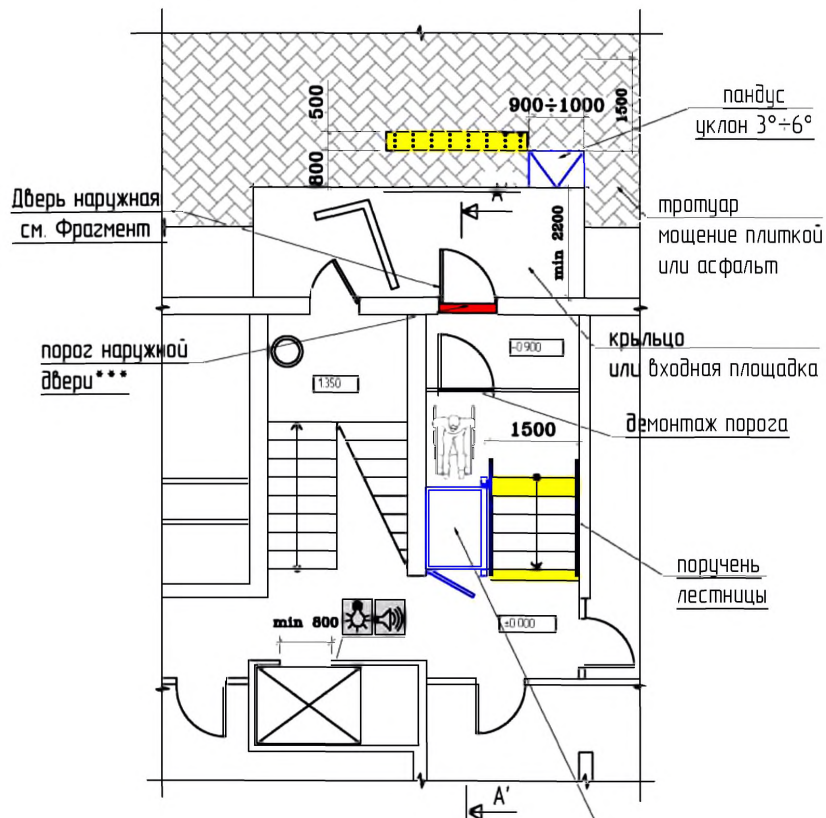 500
900÷1000
1500
пандус
уклон 3°÷6°
800
Дверь наружная
см. Фрагмент
A
min 2200
тротуар
мощение плиткой
или асфальт
порог наружной
двери***
-0.900
крыльцо
или входная площадка
1.350
1500
демонтаж порога
поручень
лестницы
min 800
±0.000
A'